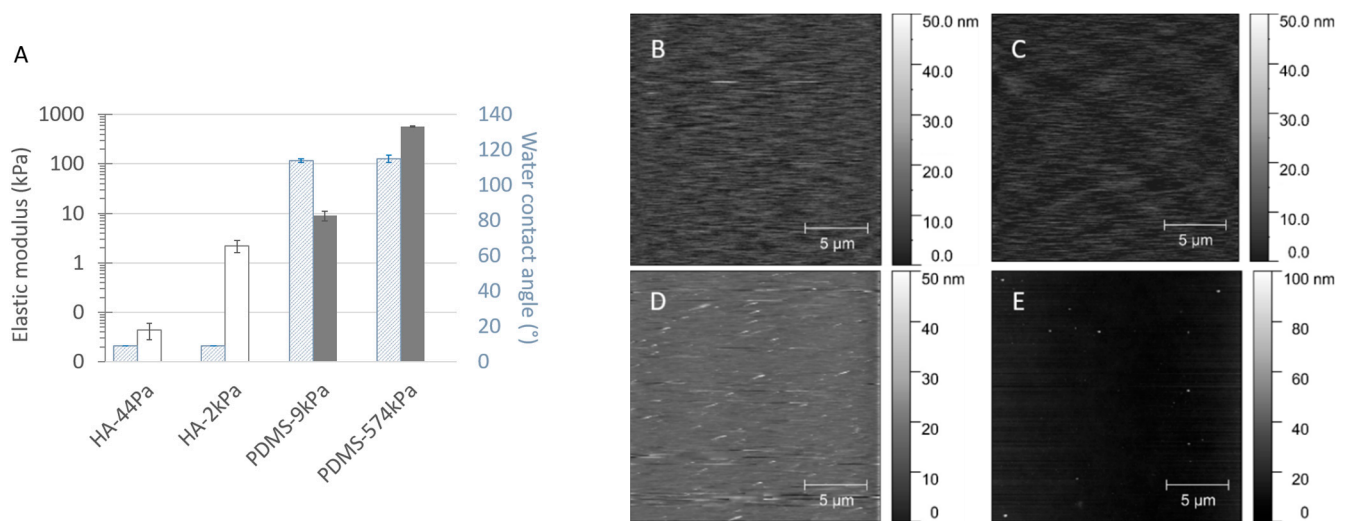 A
Elastic modulus (kPa)
1000
100
10
1
0
0
140
120
100
80
60
40
20
0
Water contact angle (°)
HA-44Pa
HA-2kPa
PDMS-9kPa
PDMS-574kPa
B
5 µm
50.0 nm
40.0
30.0
20.0
10.0
0.0
C
5 µm
50.0 nm
40.0
30.0
20.0
10.0
0.0
D
5 µm
50 nm
40
30
20
10
0
E
5 µm
100 nm
80
60
40
20
0